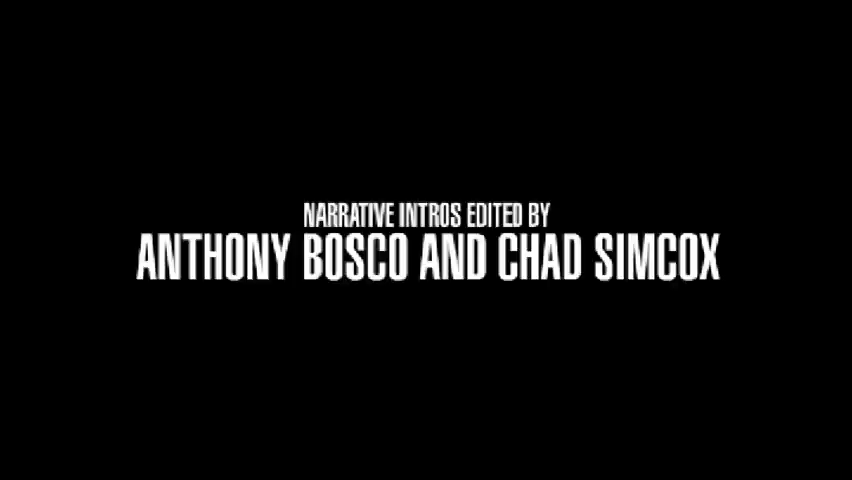 NARRATIVE INTROS EDITED BY
ANTHONY BOSCO AND CHAD SIMCOX